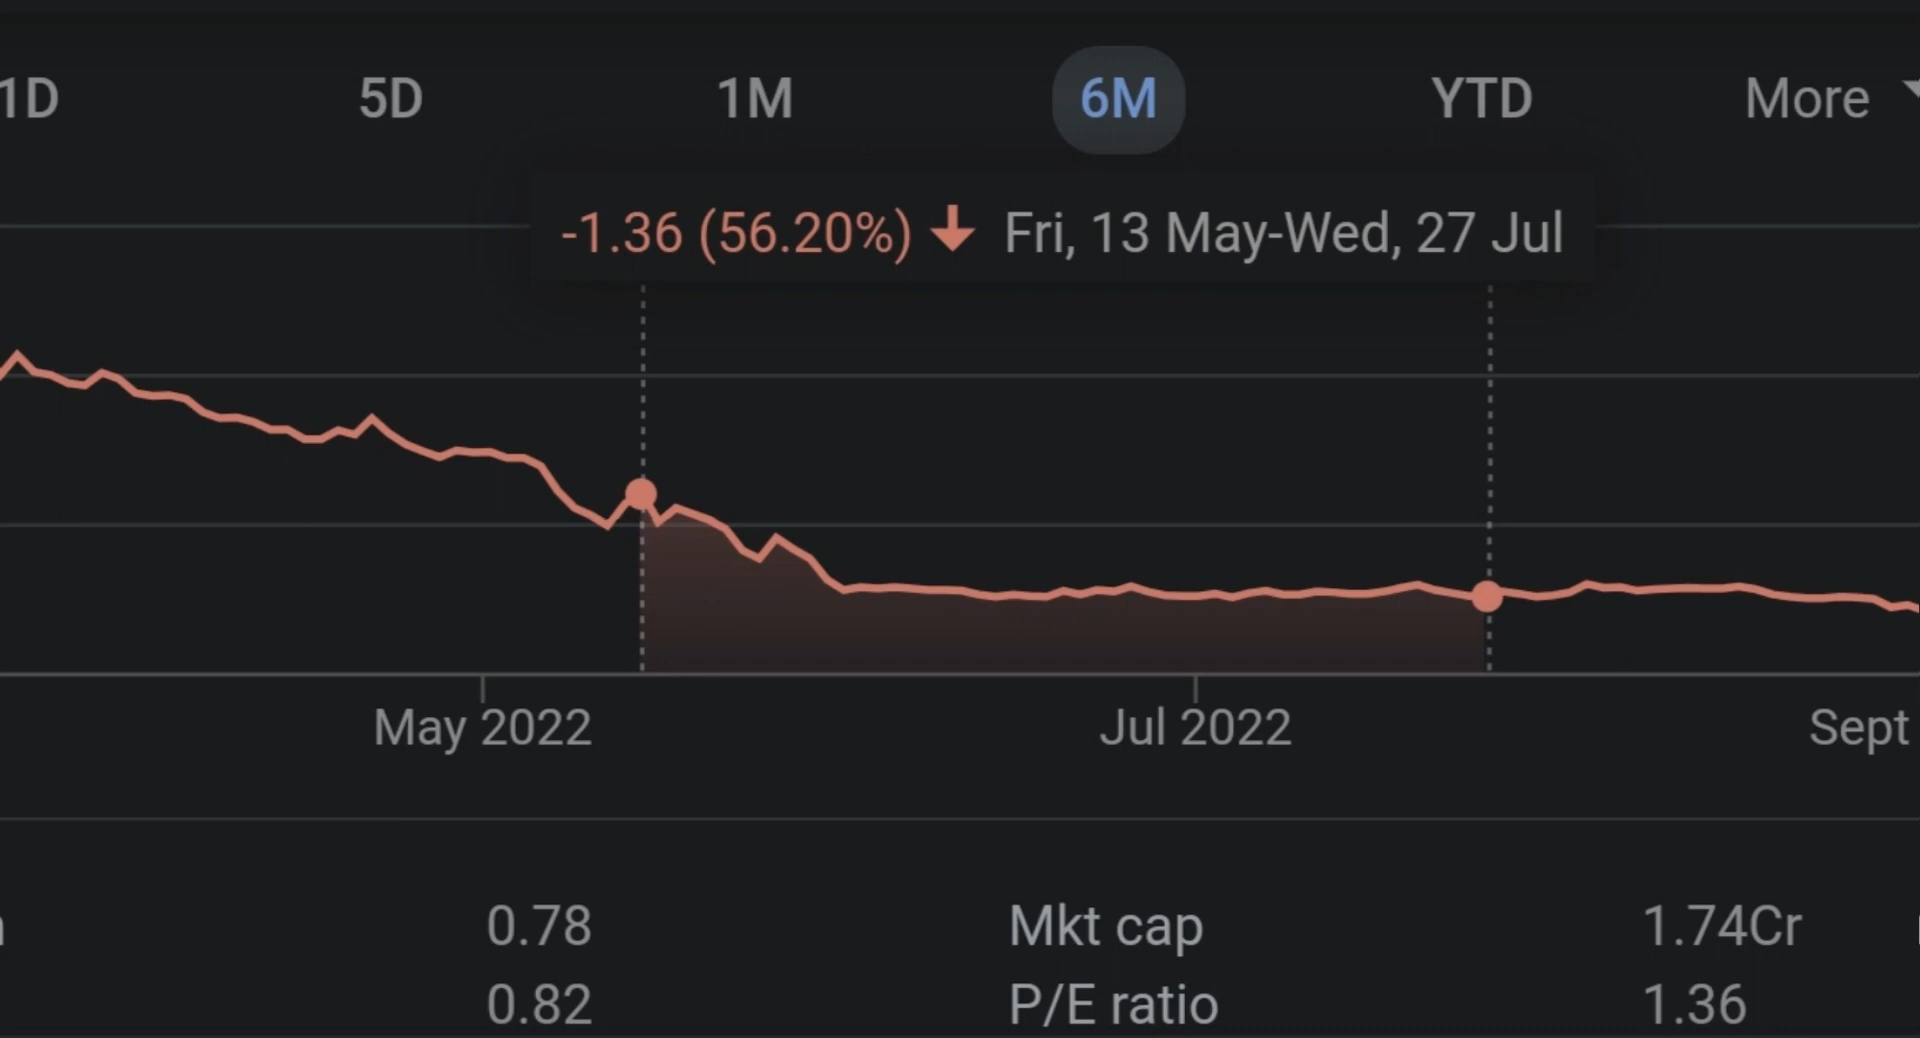 1D 5D 1M 6M YTD More
-1.36 (56.20%) Fri, 13 May-Wed, 27 Jul
May 2022 Jul 2022 Sept
0.78 Mkt cap 1.74Cr
0.82 P/E ratio 1.36